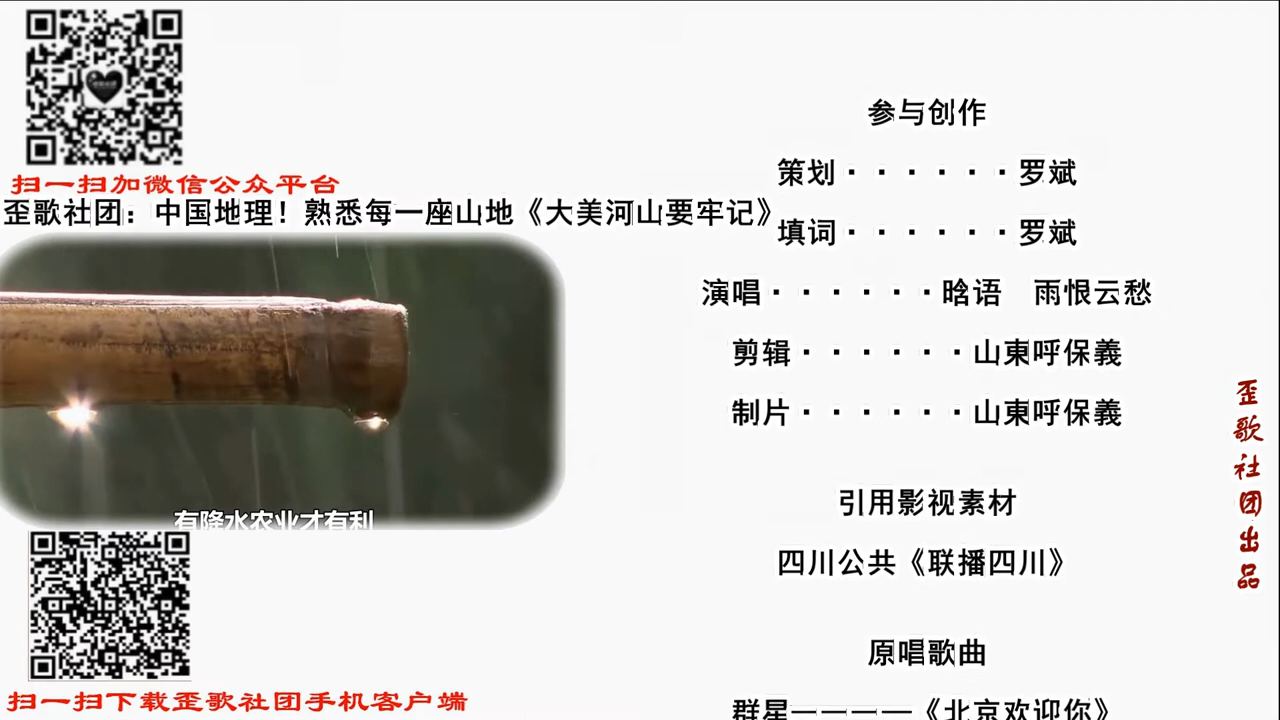 扫一扫加微信公众平台
歪歌社团：中国地理！熟悉每一座山地《大美河山要牢记》
有降水农业才有利
扫一扫下载歪歌社团手机客户端
参与创作
策划······罗斌
填词······罗斌
演唱······晗语　雨恨云愁
剪辑······山東呼保義
制片······山東呼保義
引用影视素材
四川公共《联播四川》
原唱歌曲
群星————《北京欢迎你》
歪歌社团出品